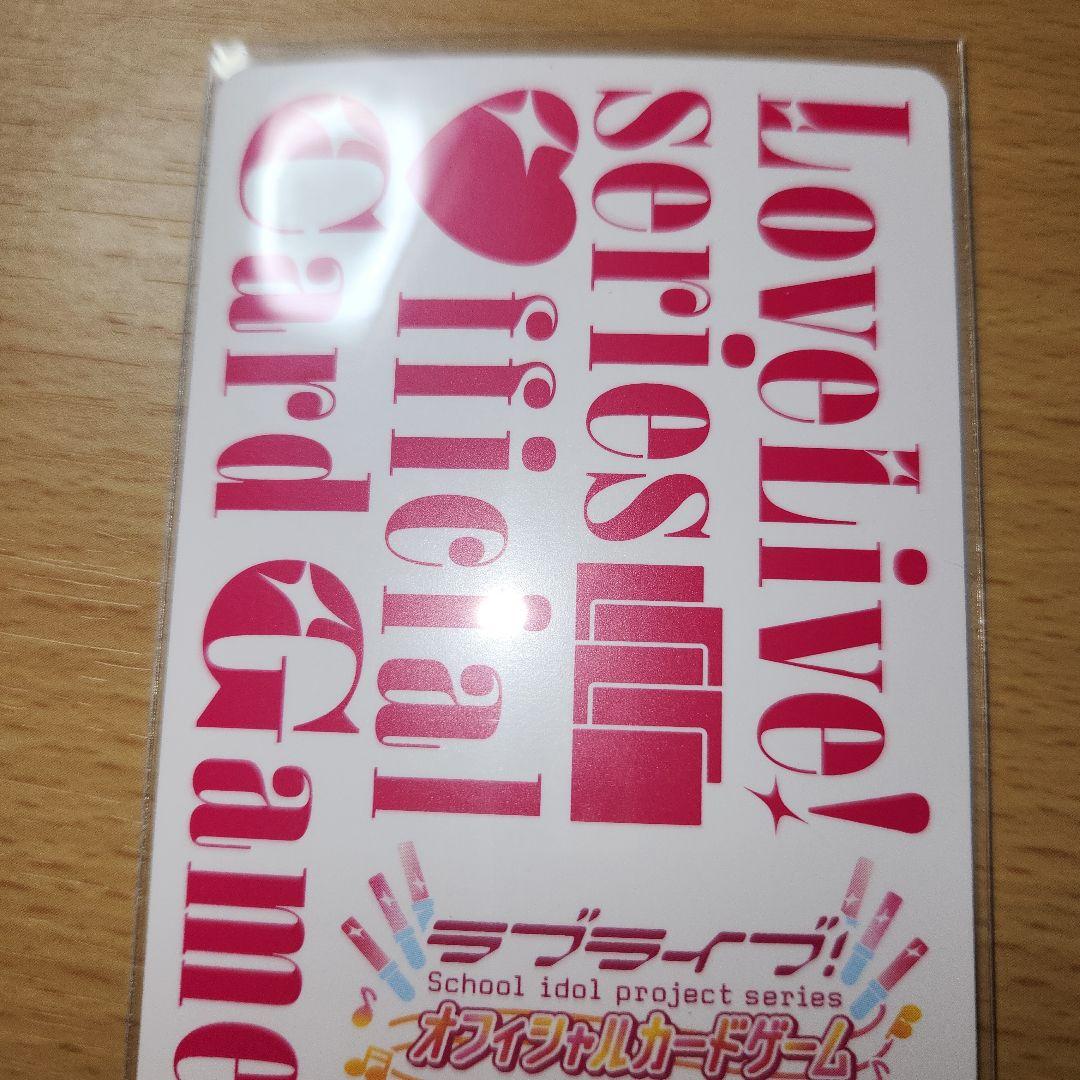 LoveLive!
series
♥fficial
Card Game
ラブライブ!
School idol project series
オフィシャルカードゲーム